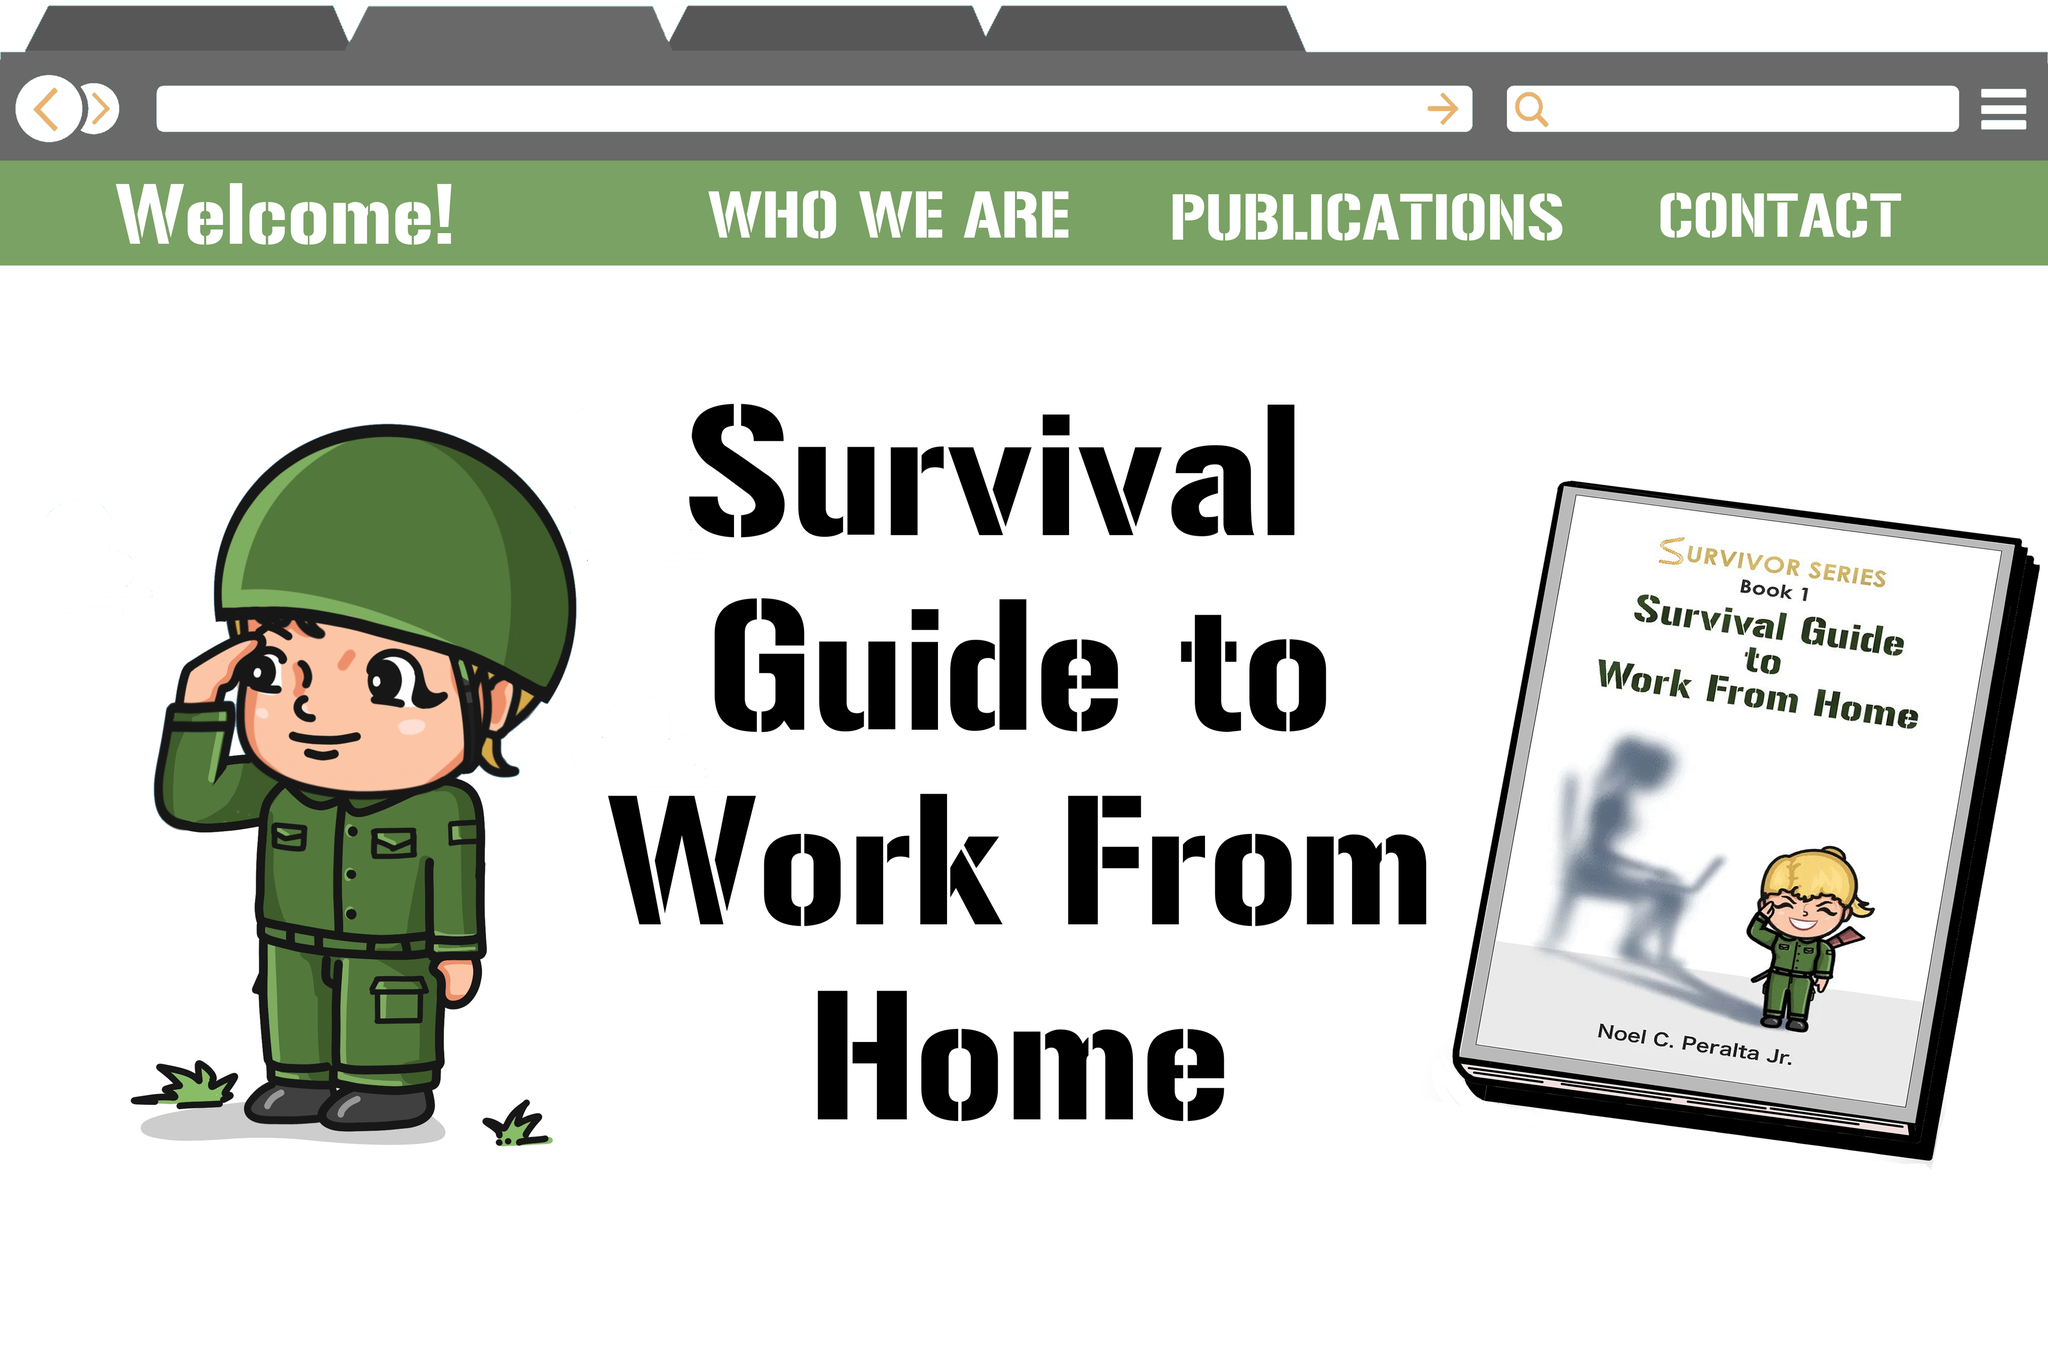 Welcome!
WHO WE ARE
PUBLICATIONS
CONTACT
Survival
Guide to
Work From
Home
SURVIVOR SERIES
Book 1
Survival Guide
to
Work From Home
Noel C. Peralta Jr.